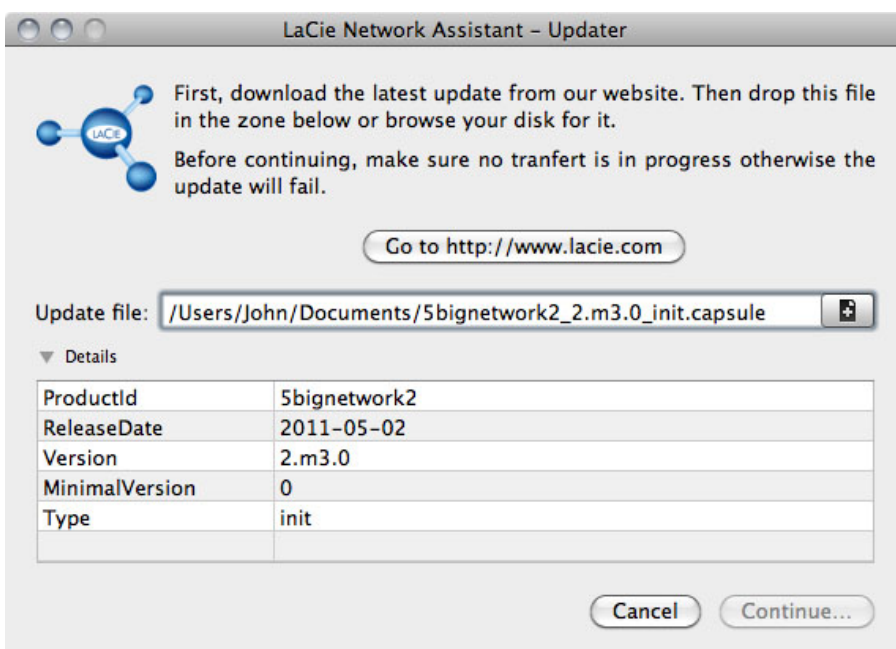 LaCie Network Assistant – Updater
First, download the latest update from our website. Then drop this file
in the zone below or browse your disk for it.
Before continuing, make sure no tranfert is in progress otherwise the
update will fail.
LACIE
Go to http://www.lacie.com
Update file: /Users/John/Documents/5bignetwork2_2.m3.0_init.capsule
Details
ProductId 5bignetwork2
ReleaseDate 2011-05-02
Version 2.m3.0
MinimalVersion 0
Type init
Cancel Continue...